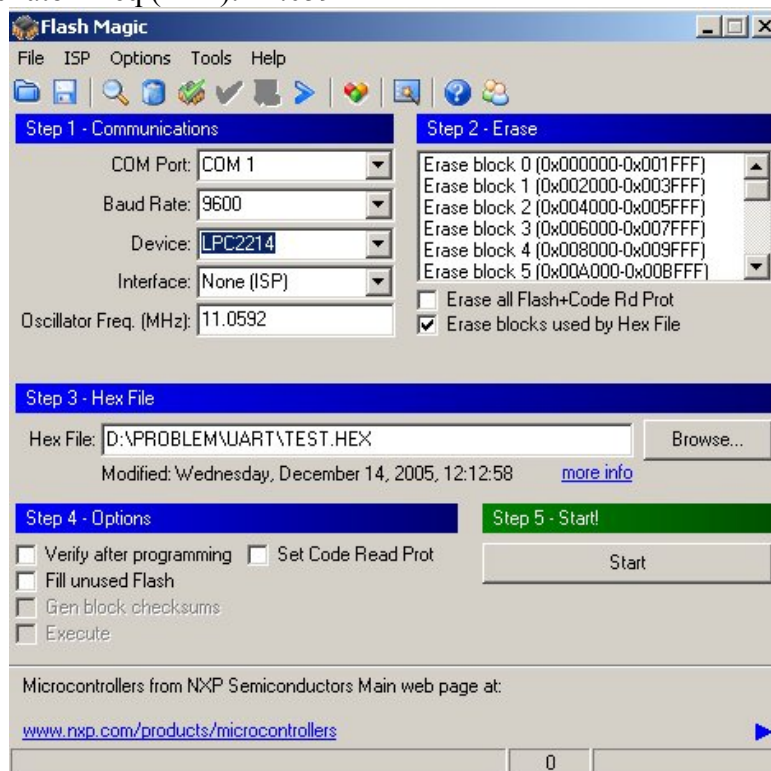 Flash Magic
File ISP Options Tools Help
Step 1 - Communications
COM Port: COM 1
Baud Rate: 9600
Device: LPC2214
Interface: None (ISP)
Oscillator Freq. (MHz): 11.0592
Step 2 - Erase
Erase block 0 (0x000000-0x001FFF)
Erase block 1 (0x002000-0x003FFF)
Erase block 2 (0x004000-0x005FFF)
Erase block 3 (0x006000-0x007FFF)
Erase block 4 (0x008000-0x009FFF)
Erase block 5 (0x00A000-0x00BFFF)
Erase all Flash+Code Rd Prot
Erase blocks used by Hex File
Step 3 - Hex File
Hex File: D:\PROBLEM\UART\TEST.HEX Browse...
Modified: Wednesday, December 14, 2005, 12:12:58 more info
Step 4 - Options
Verify after programming Set Code Read Prot
Fill unused Flash
Gen block checksums
Execute
Step 5 - Start!
Start
Microcontrollers from NXP Semiconductors Main web page at:
www.nxp.com/products/microcontrollers
0